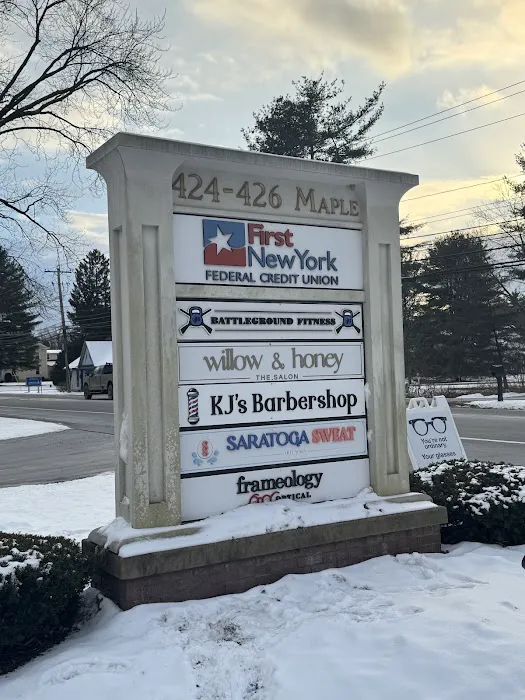 424-426 MAPLE
First
New York
FEDERAL CREDIT UNION
BATTLEGROUND FITNESS
willow & honey
THE SALON
KJ's Barbershop
SARATOGA SWEAT
frameology
OPTICAL
You're not
ordinary.
Your glasses